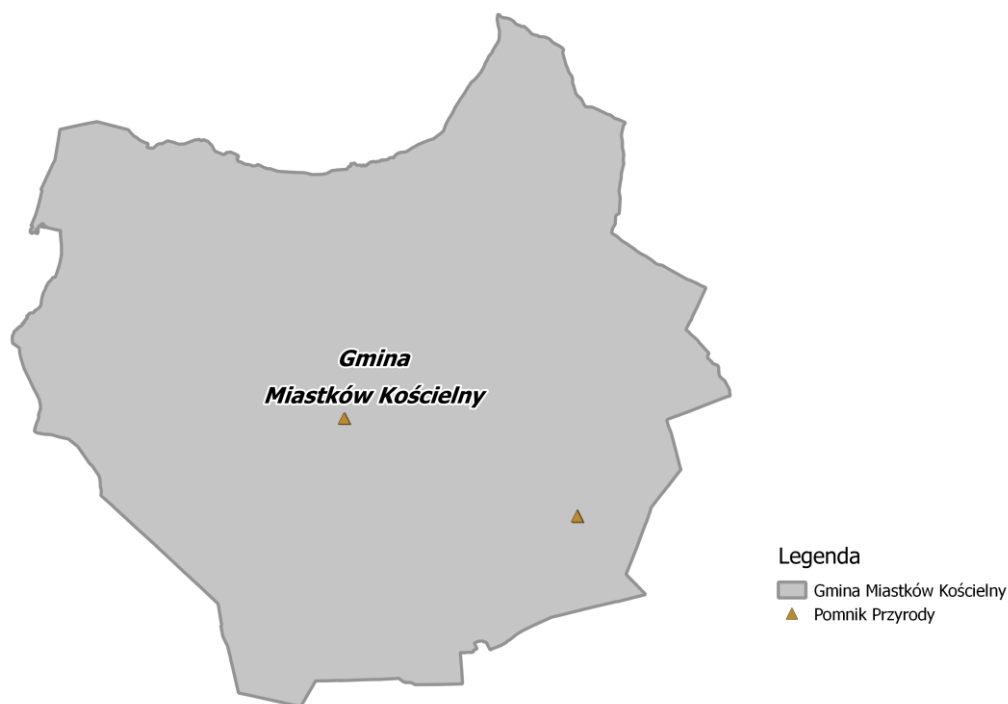 Gmina
Miastków Kościelny
Legenda
Gmina Miastków Kościelny
Pomnik Przyrody